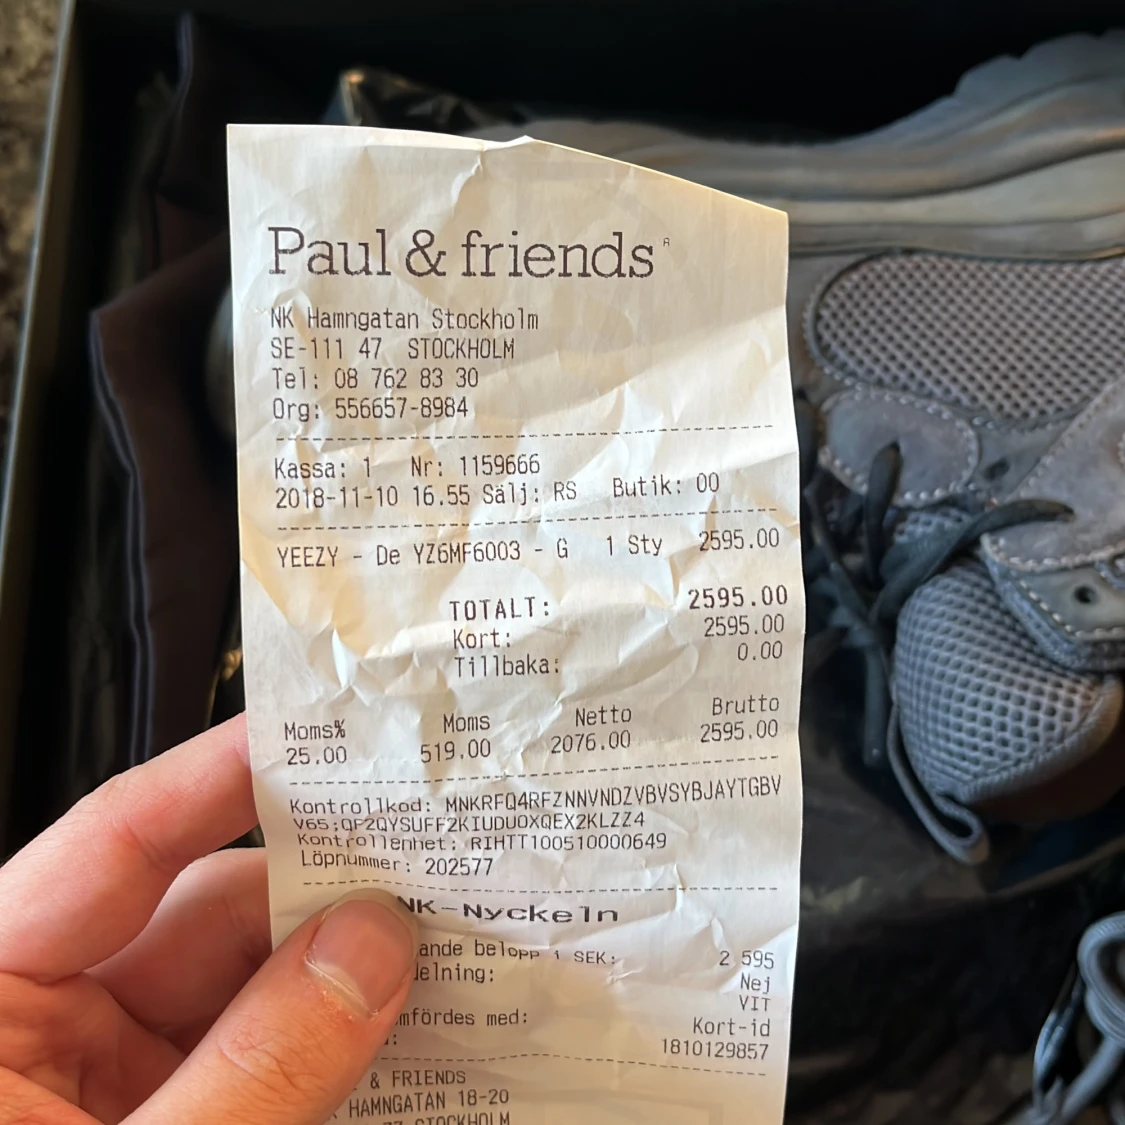 Paul & friends
NK Hamngatan Stockholm
SE-111 47 STOCKHOLM
Tel: 08 762 83 30
Org: 556657-8984
Kassa: 1 Nr: 1159666
2018-11-10 16.55 Sälj: RS Butik: 00
YEEZY - De YZ6MF6003 - G 1 Sty 2595.00
TOTALT: 2595.00
Kort: 2595.00
Tillbaka: 0.00
Moms% Moms Netto Brutto
25.00 519.00 2076.00 2595.00
Kontrollkod: MNKRFQ4RFZNNVNDZVBVSYBJAYTGBV
V65;QF2QYSUFF2KIUDUOXQEX2KLZZ4
Kontrollenhet: RIHTT100510000649
Löpnummer: 202577
NK-Nyckeln
ande belopp i SEK: 2 595
delning: Nej
VIT
mfördes med: Kort-id
1810129857
& FRIENDS
HAMNGATAN 18-20
STOCKHOLM